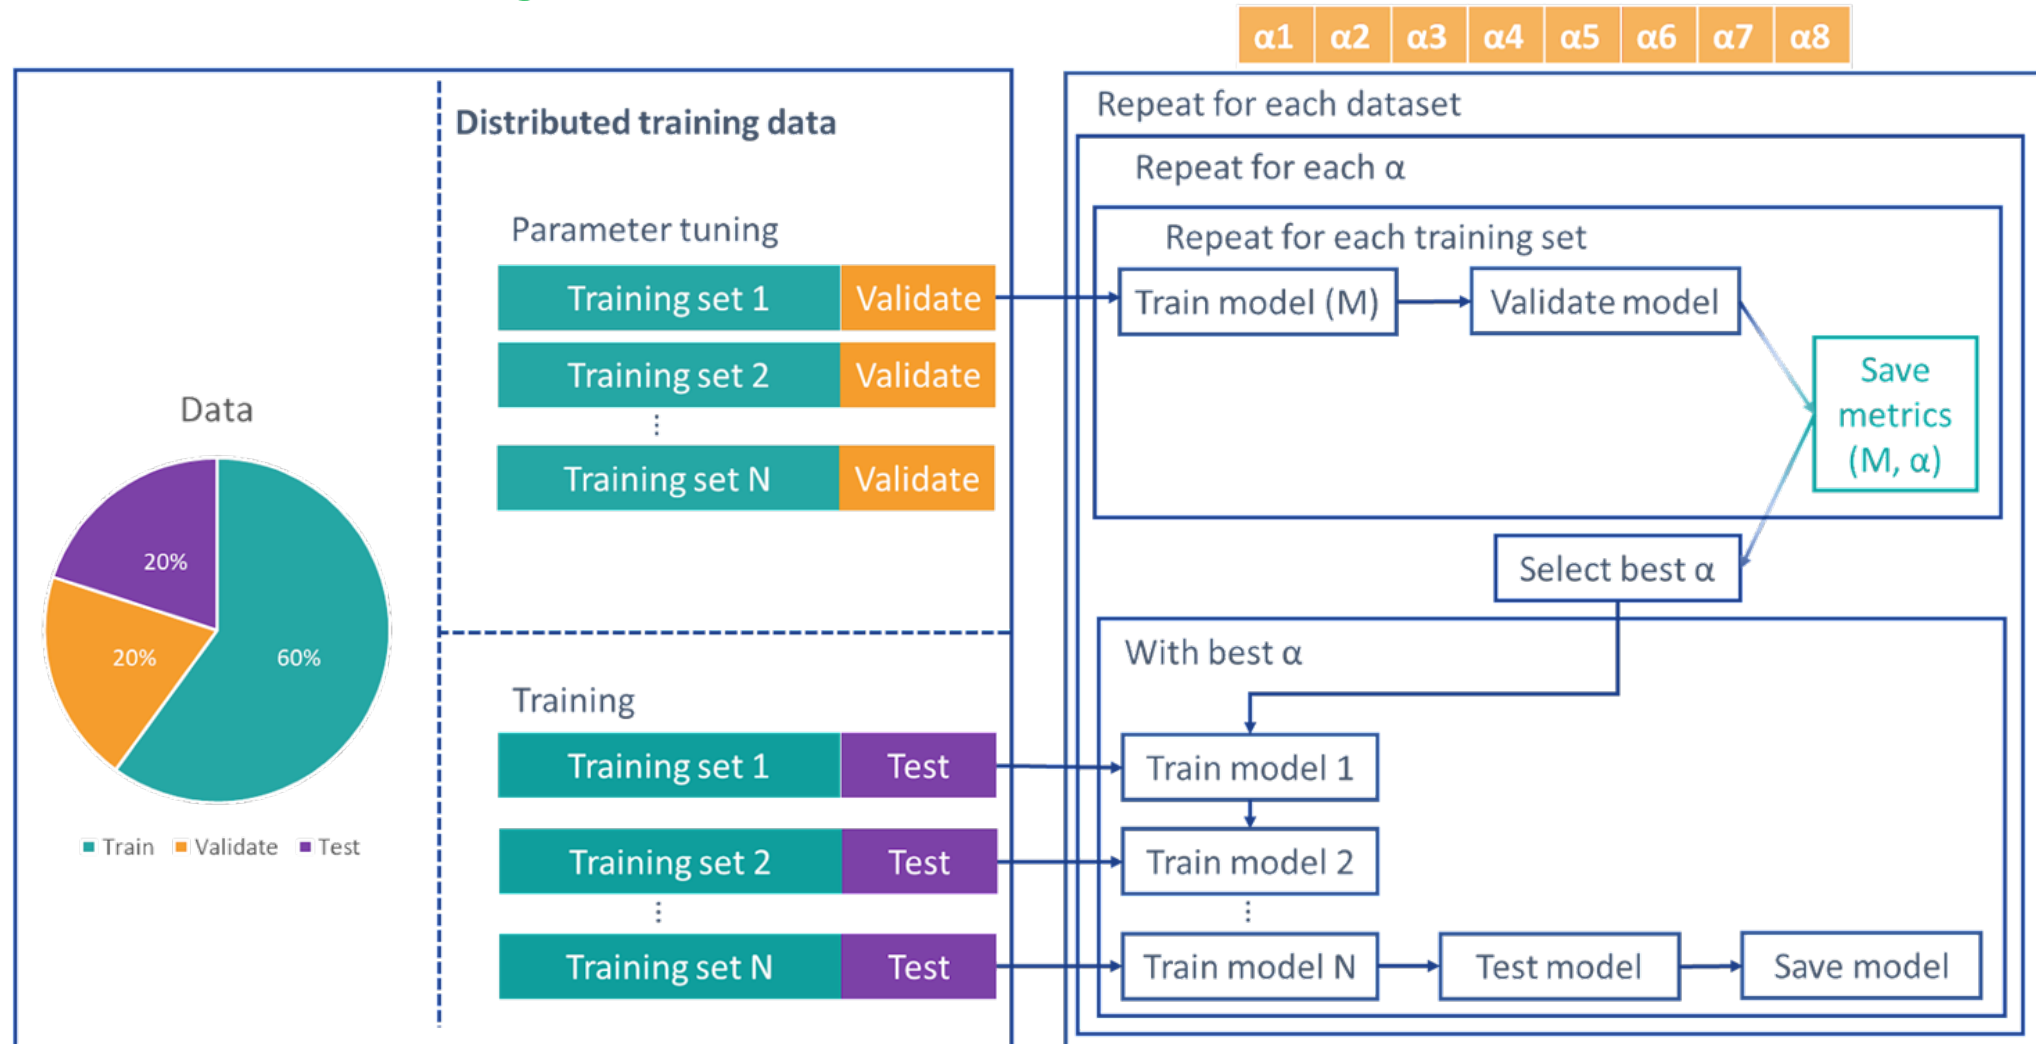 α1 α2 α3 α4 α5 α6 α7 α8
Data
20%
20%
60%
Train Validate Test
Distributed training data
Parameter tuning
Training set 1 Validate
Training set 2 Validate
⋮
Training set N Validate
Training
Training set 1 Test
Training set 2 Test
⋮
Training set N Test
Repeat for each dataset
Repeat for each α
Repeat for each training set
Train model (M) Validate model
Save
metrics
(M, α)
Select best α
With best α
Train model 1
Train model 2
⋮
Train model N Test model Save model